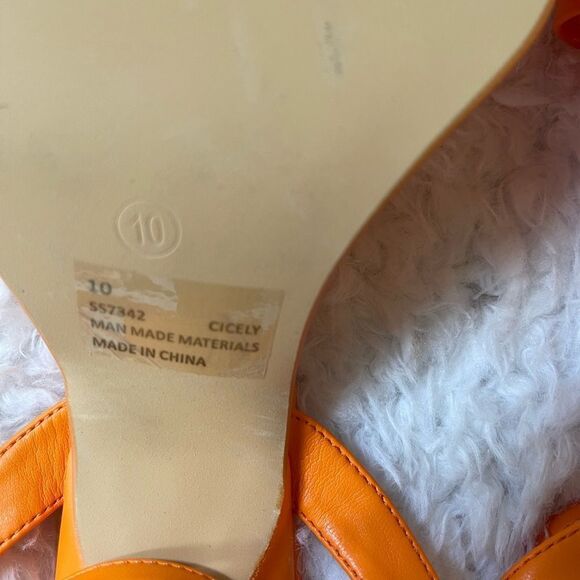 10
10
SS7342 CICELY
MAN MADE MATERIALS
MADE IN CHINA